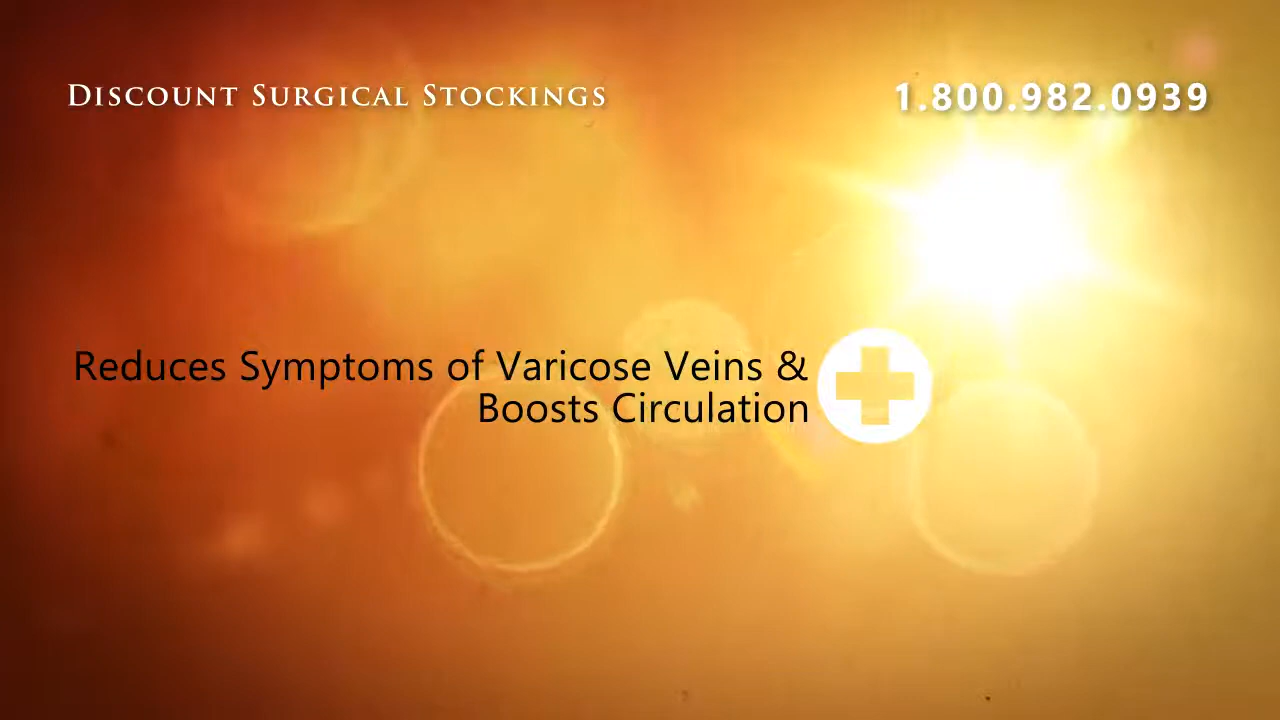 Discount Surgical Stockings
1.800.982.0939
Reduces Symptoms of Varicose Veins &
Boosts Circulation